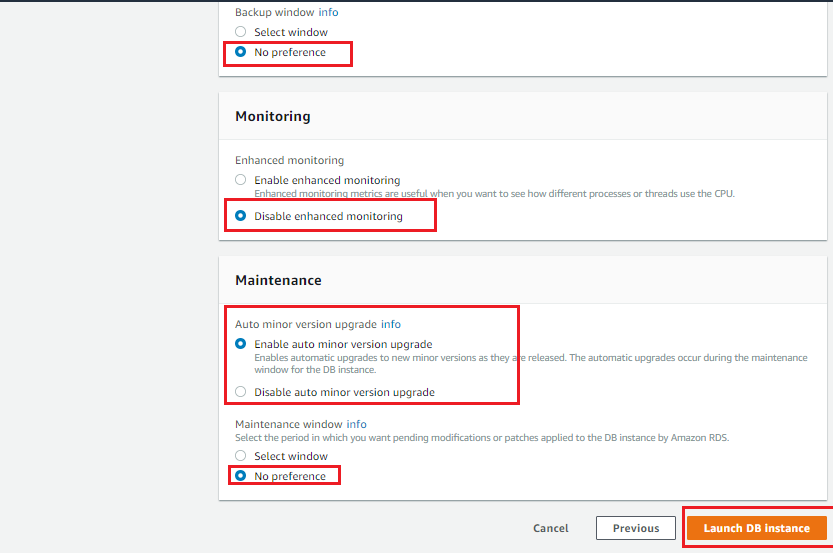 Backup window info
Select window
No preference
Monitoring
Enhanced monitoring
Enable enhanced monitoring
Enhanced monitoring metrics are useful when you want to see how different processes or threads use the CPU.
Disable enhanced monitoring
Maintenance
Auto minor version upgrade info
Enable auto minor version upgrade
Enables automatic upgrades to new minor versions as they are released. The automatic upgrades occur during the maintenance
window for the DB instance.
Disable auto minor version upgrade
Maintenance window info
Select the period in which you want pending modifications or patches applied to the DB instance by Amazon RDS.
Select window
No preference
Cancel Previous Launch DB instance